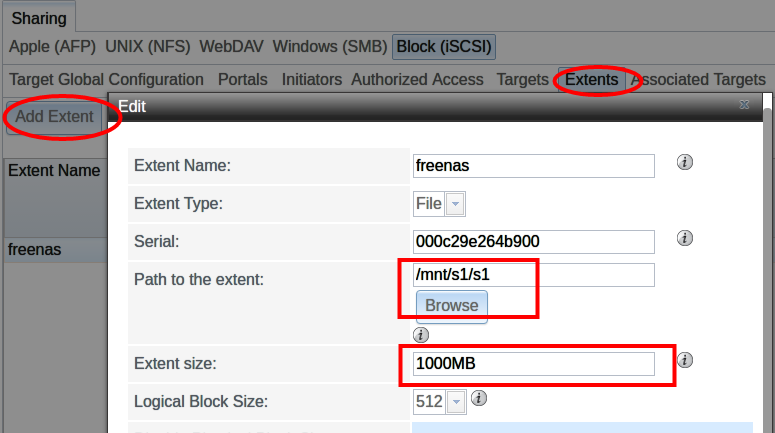 Sharing
Apple (AFP) UNIX (NFS) WebDAV Windows (SMB) Block (iSCSI)
Target Global Configuration Portals Initiators Authorized Access Targets Extents Associated Targets
Add Extent
Edit
Extent Name
freenas
Extent Name: freenas
Extent Type: File
Serial: 000c29e264b900
Path to the extent: /mnt/s1/s1
Browse
Extent size: 1000MB
Logical Block Size: 512